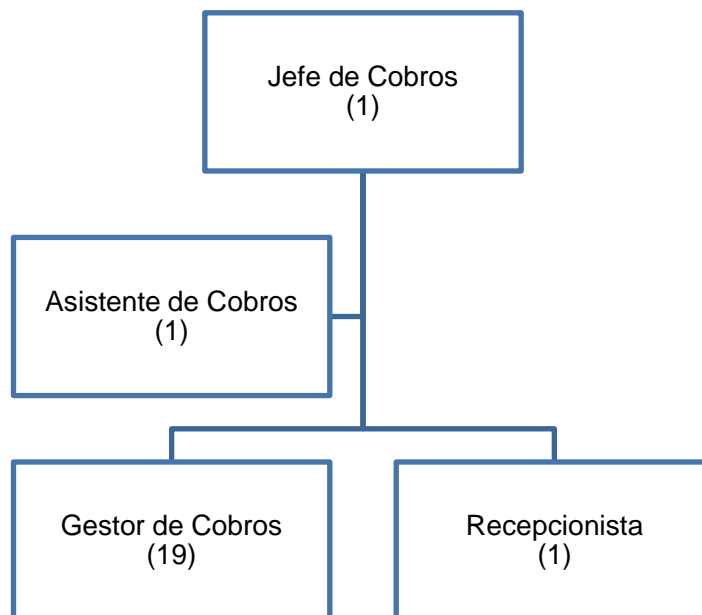 Jefe de Cobros
(1)
Asistente de Cobros
(1)
Gestor de Cobros
(19)
Recepcionista
(1)